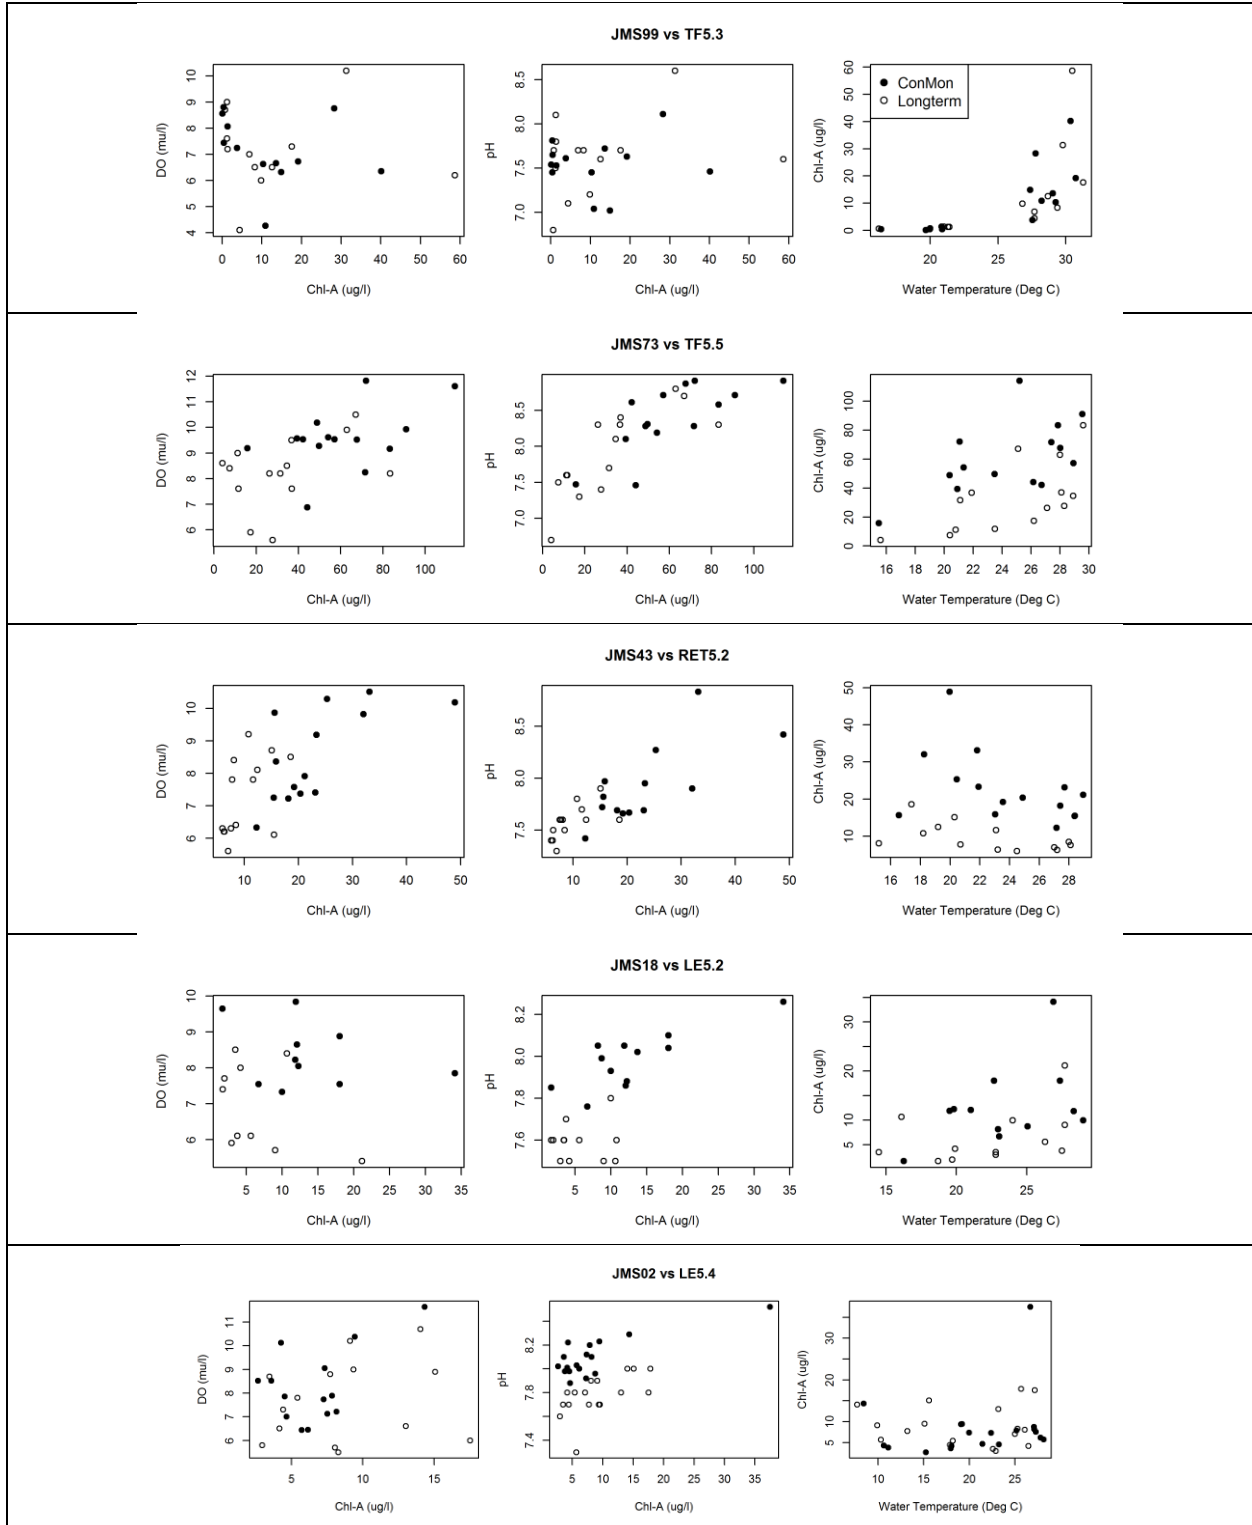 JMS99 vs TF5.3
DO (mu/l)
4 5 6 7 8 9 10
0 10 20 30 40 50 60
Chl-A (ug/l)
pH
7.0 7.5 8.0 8.5
0 10 20 30 40 50 60
Chl-A (ug/l)
Chl-A (ug/l)
0 10 20 30 40 50 60
ConMon
Longterm
20 25 30
Water Temperature (Deg C)
JMS73 vs TF5.5
DO (mu/l)
6 7 8 9 10 11 12
0 20 40 60 80 100
Chl-A (ug/l)
pH
7.0 7.5 8.0 8.5
0 20 40 60 80 100
Chl-A (ug/l)
Chl-A (ug/l)
0 20 40 60 80 100
16 18 20 22 24 26 28 30
Water Temperature (Deg C)
JMS43 vs RET5.2
DO (mu/l)
6 7 8 9 10
10 20 30 40 50
Chl-A (ug/l)
pH
7.5 8.0 8.5
10 20 30 40 50
Chl-A (ug/l)
Chl-A (ug/l)
10 20 30 40 50
16 18 20 22 24 26 28
Water Temperature (Deg C)
JMS18 vs LE5.2
DO (mu/l)
6 7 8 9 10
5 10 15 20 25 30 35
Chl-A (ug/l)
pH
7.6 7.8 8.0 8.2
5 10 15 20 25 30 35
Chl-A (ug/l)
Chl-A (ug/l)
5 10 20 30
15 20 25
Water Temperature (Deg C)
JMS02 vs LE5.4
DO (mu/l)
6 7 8 9 10 11
5 10 15
Chl-A (ug/l)
pH
7.4 7.8 8.2
5 10 15 20 25 30 35
Chl-A (ug/l)
Chl-A (ug/l)
5 10 20 30
10 15 20 25
Water Temperature (Deg C)